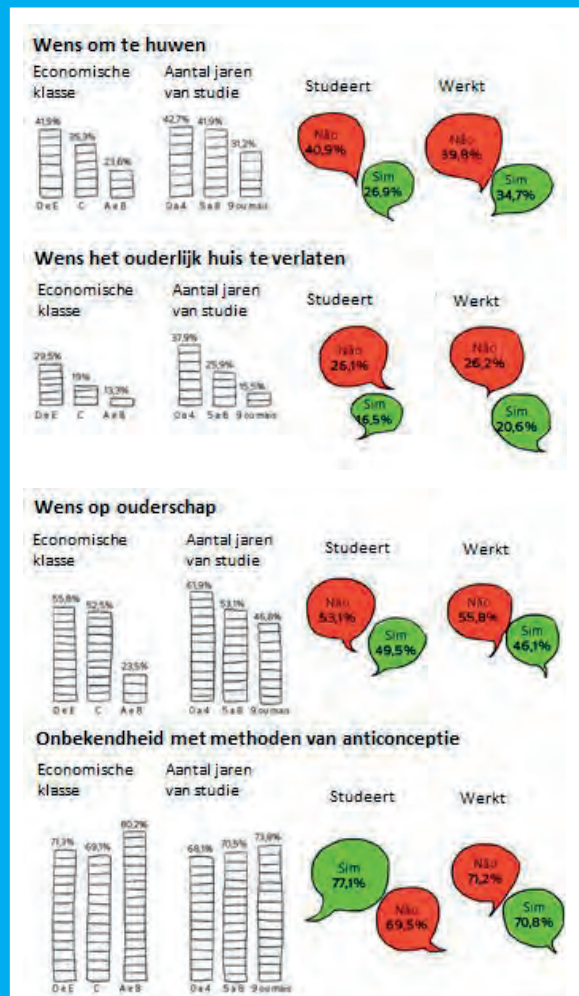 Wens om te huwen
Economische klasse
41,9%
35,3%
23,6%
D e E C A e B
Aantal jaren van studie
42,7%
41,9%
31,2%
0 a 4 5 a 8 9 ou mais
Studeert
Não
40,9%
Sim
26,9%
Werkt
Não
39,8%
Sim
34,7%
Wens het ouderlijk huis te verlaten
Economische klasse
29,5%
19%
13,3%
D e E C A e B
Aantal jaren van studie
37,9%
25,9%
15,5%
0 a 4 5 a 8 9 ou mais
Studeert
Não
26,1%
Sim
16,5%
Werkt
Não
26,2%
Sim
20,6%
Wens op ouderschap
Economische klasse
55,8%
52,5%
23,5%
D e E C A e B
Aantal jaren van studie
61,9%
53,1%
46,8%
0 a 4 5 a 8 9 ou mais
Studeert
Não
53,1%
Sim
49,5%
Werkt
Não
55,8%
Sim
46,1%
Onbekendheid met methoden van anticonceptie
Economische klasse
71,3%
69,1%
80,2%
D e E C A e B
Aantal jaren van studie
68,1%
70,5%
73,8%
0 a 4 5 a 8 9 ou mais
Studeert
Sim
77,1%
Não
69,5%
Werkt
Não
71,2%
Sim
70,8%